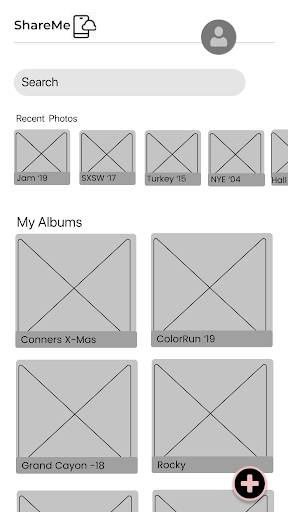 ShareMe
Search
Recent Photos
Jam '19
SXSW '17
Turkey '15
NYE '04
Hall
My Albums
Conners X-Mas
ColorRun '19
Grand Cayon -18
Rocky